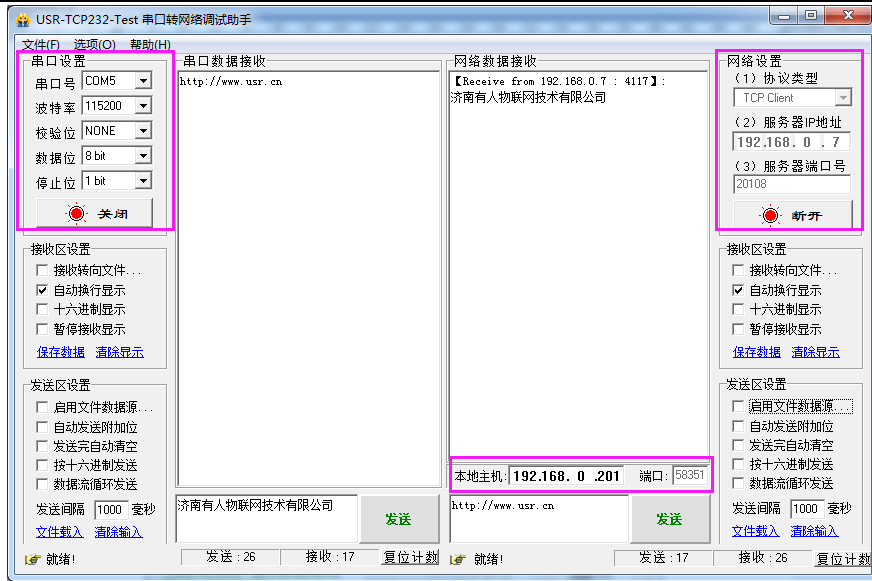 USR-TCP232-Test 串口转网络调试助手
文件(F) 选项(O) 帮助(H)
串口设置
串口号 COM5
波特率 115200
校验位 NONE
数据位 8 bit
停止位 1 bit
关闭
接收区设置
接收转向文件...
自动换行显示
十六进制显示
暂停接收显示
保存数据 清除显示
发送区设置
启用文件数据源...
自动发送附加位
发送完自动清空
按十六进制发送
数据流循环发送
发送间隔 1000 毫秒
文件载入 清除输入
串口数据接收
http://www.usr.cn
济南有人物联网技术有限公司
发送
网络数据接收
【Receive from 192.168.0.7 : 4117】:
济南有人物联网技术有限公司
本地主机: 192.168. 0 .201 端口: 58351
http://www.usr.cn
发送
网络设置
(1) 协议类型
TCP Client
(2) 服务器IP地址
192.168. 0 . 7
(3) 服务器端口号
20108
断开
接收区设置
接收转向文件...
自动换行显示
十六进制显示
暂停接收显示
保存数据 清除显示
发送区设置
启用文件数据源...
自动发送附加位
发送完自动清空
按十六进制发送
数据流循环发送
发送间隔 1000 毫秒
文件载入 清除输入
就绪! 发送 : 26 接收 : 17 复位计数
就绪! 发送 : 17 接收 : 26 复位计数